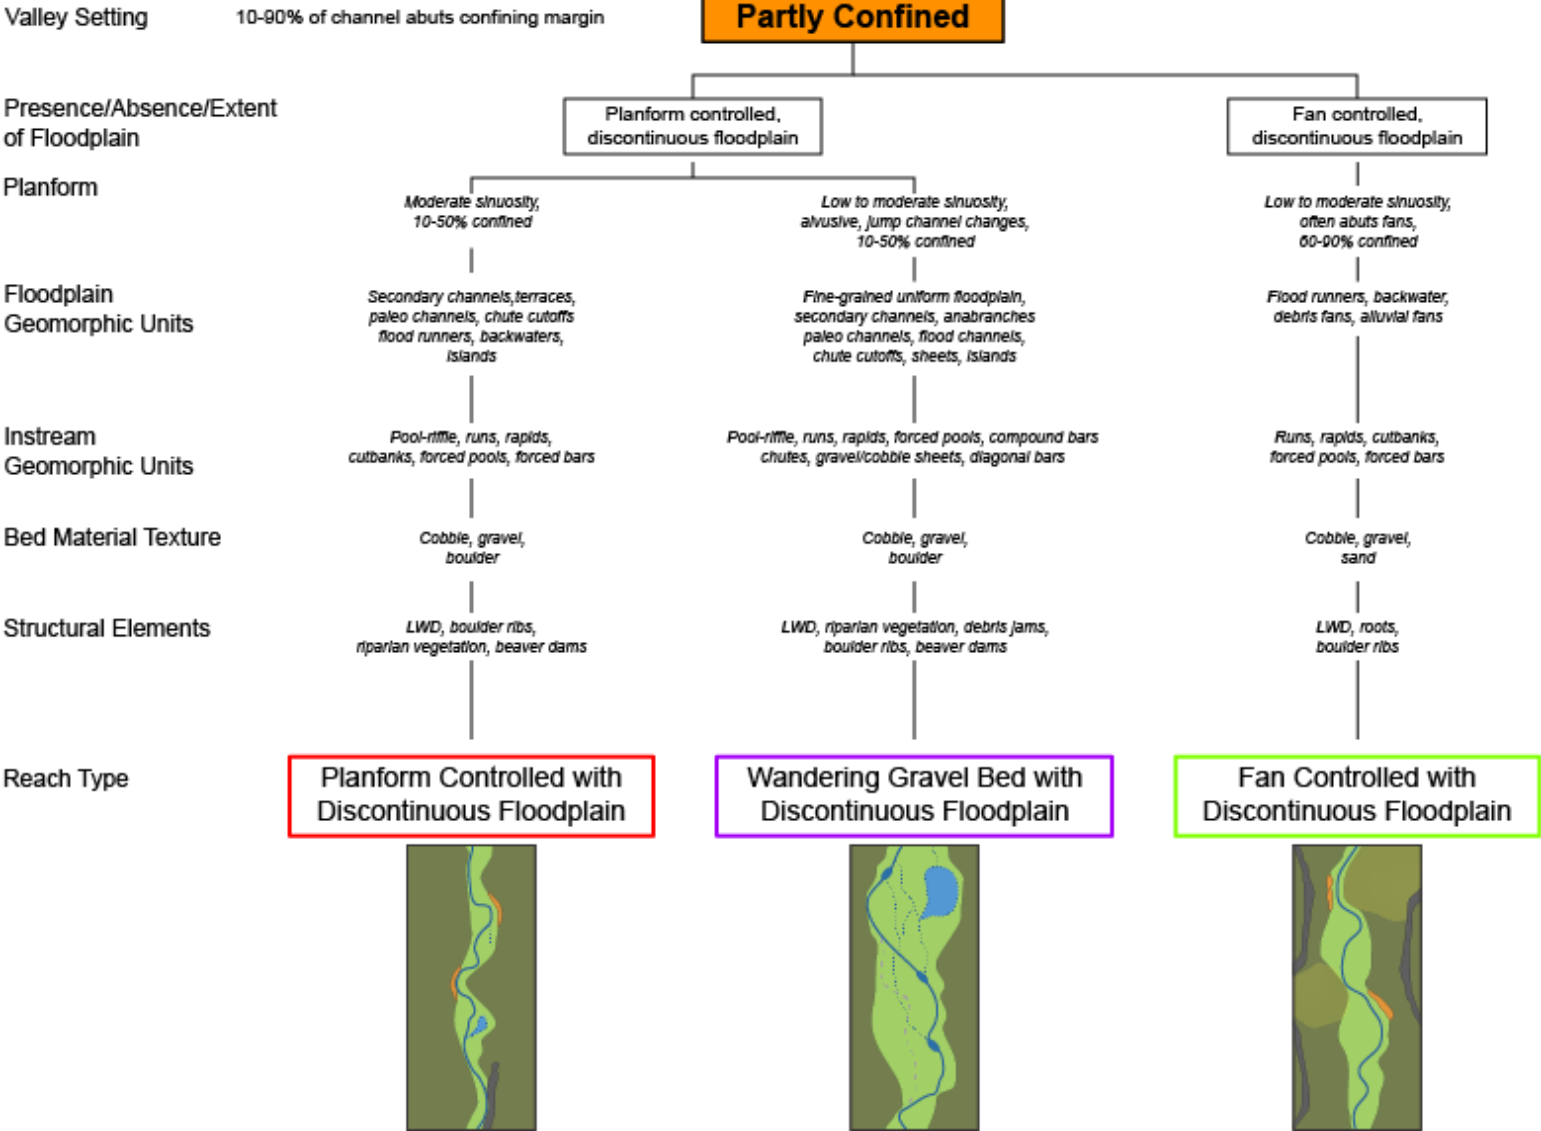 Valley Setting
10-90% of channel abuts confining margin
Partly Confined
Presence/Absence/Extent
of Floodplain
Planform controlled,
discontinuous floodplain
Fan controlled,
discontinuous floodplain
Planform
Moderate sinuosity,
10-50% confined
Low to moderate sinuosity,
alvusive, jump channel changes,
10-50% confined
Low to moderate sinuosity,
often abuts fans,
60-90% confined
Floodplain
Geomorphic Units
Secondary channels,terraces,
paleo channels, chute cutoffs
flood runners, backwaters,
islands
Fine-grained uniform floodplain,
secondary channels, anabranches
paleo channels, flood channels,
chute cutoffs, sheets, islands
Flood runners, backwater,
debris fans, alluvial fans
Instream
Geomorphic Units
Pool-riffle, runs, rapids,
cutbanks, forced pools, forced bars
Pool-riffle, runs, rapids, forced pools, compound bars
chutes, gravel/cobble sheets, diagonal bars
Runs, rapids, cutbanks,
forced pools, forced bars
Bed Material Texture
Cobble, gravel,
boulder
Cobble, gravel,
boulder
Cobble, gravel,
sand
Structural Elements
LWD, boulder ribs,
riparian vegetation, beaver dams
LWD, riparian vegetation, debris jams,
boulder ribs, beaver dams
LWD, roots,
boulder ribs
Reach Type
Planform Controlled with
Discontinuous Floodplain
Wandering Gravel Bed with
Discontinuous Floodplain
Fan Controlled with
Discontinuous Floodplain